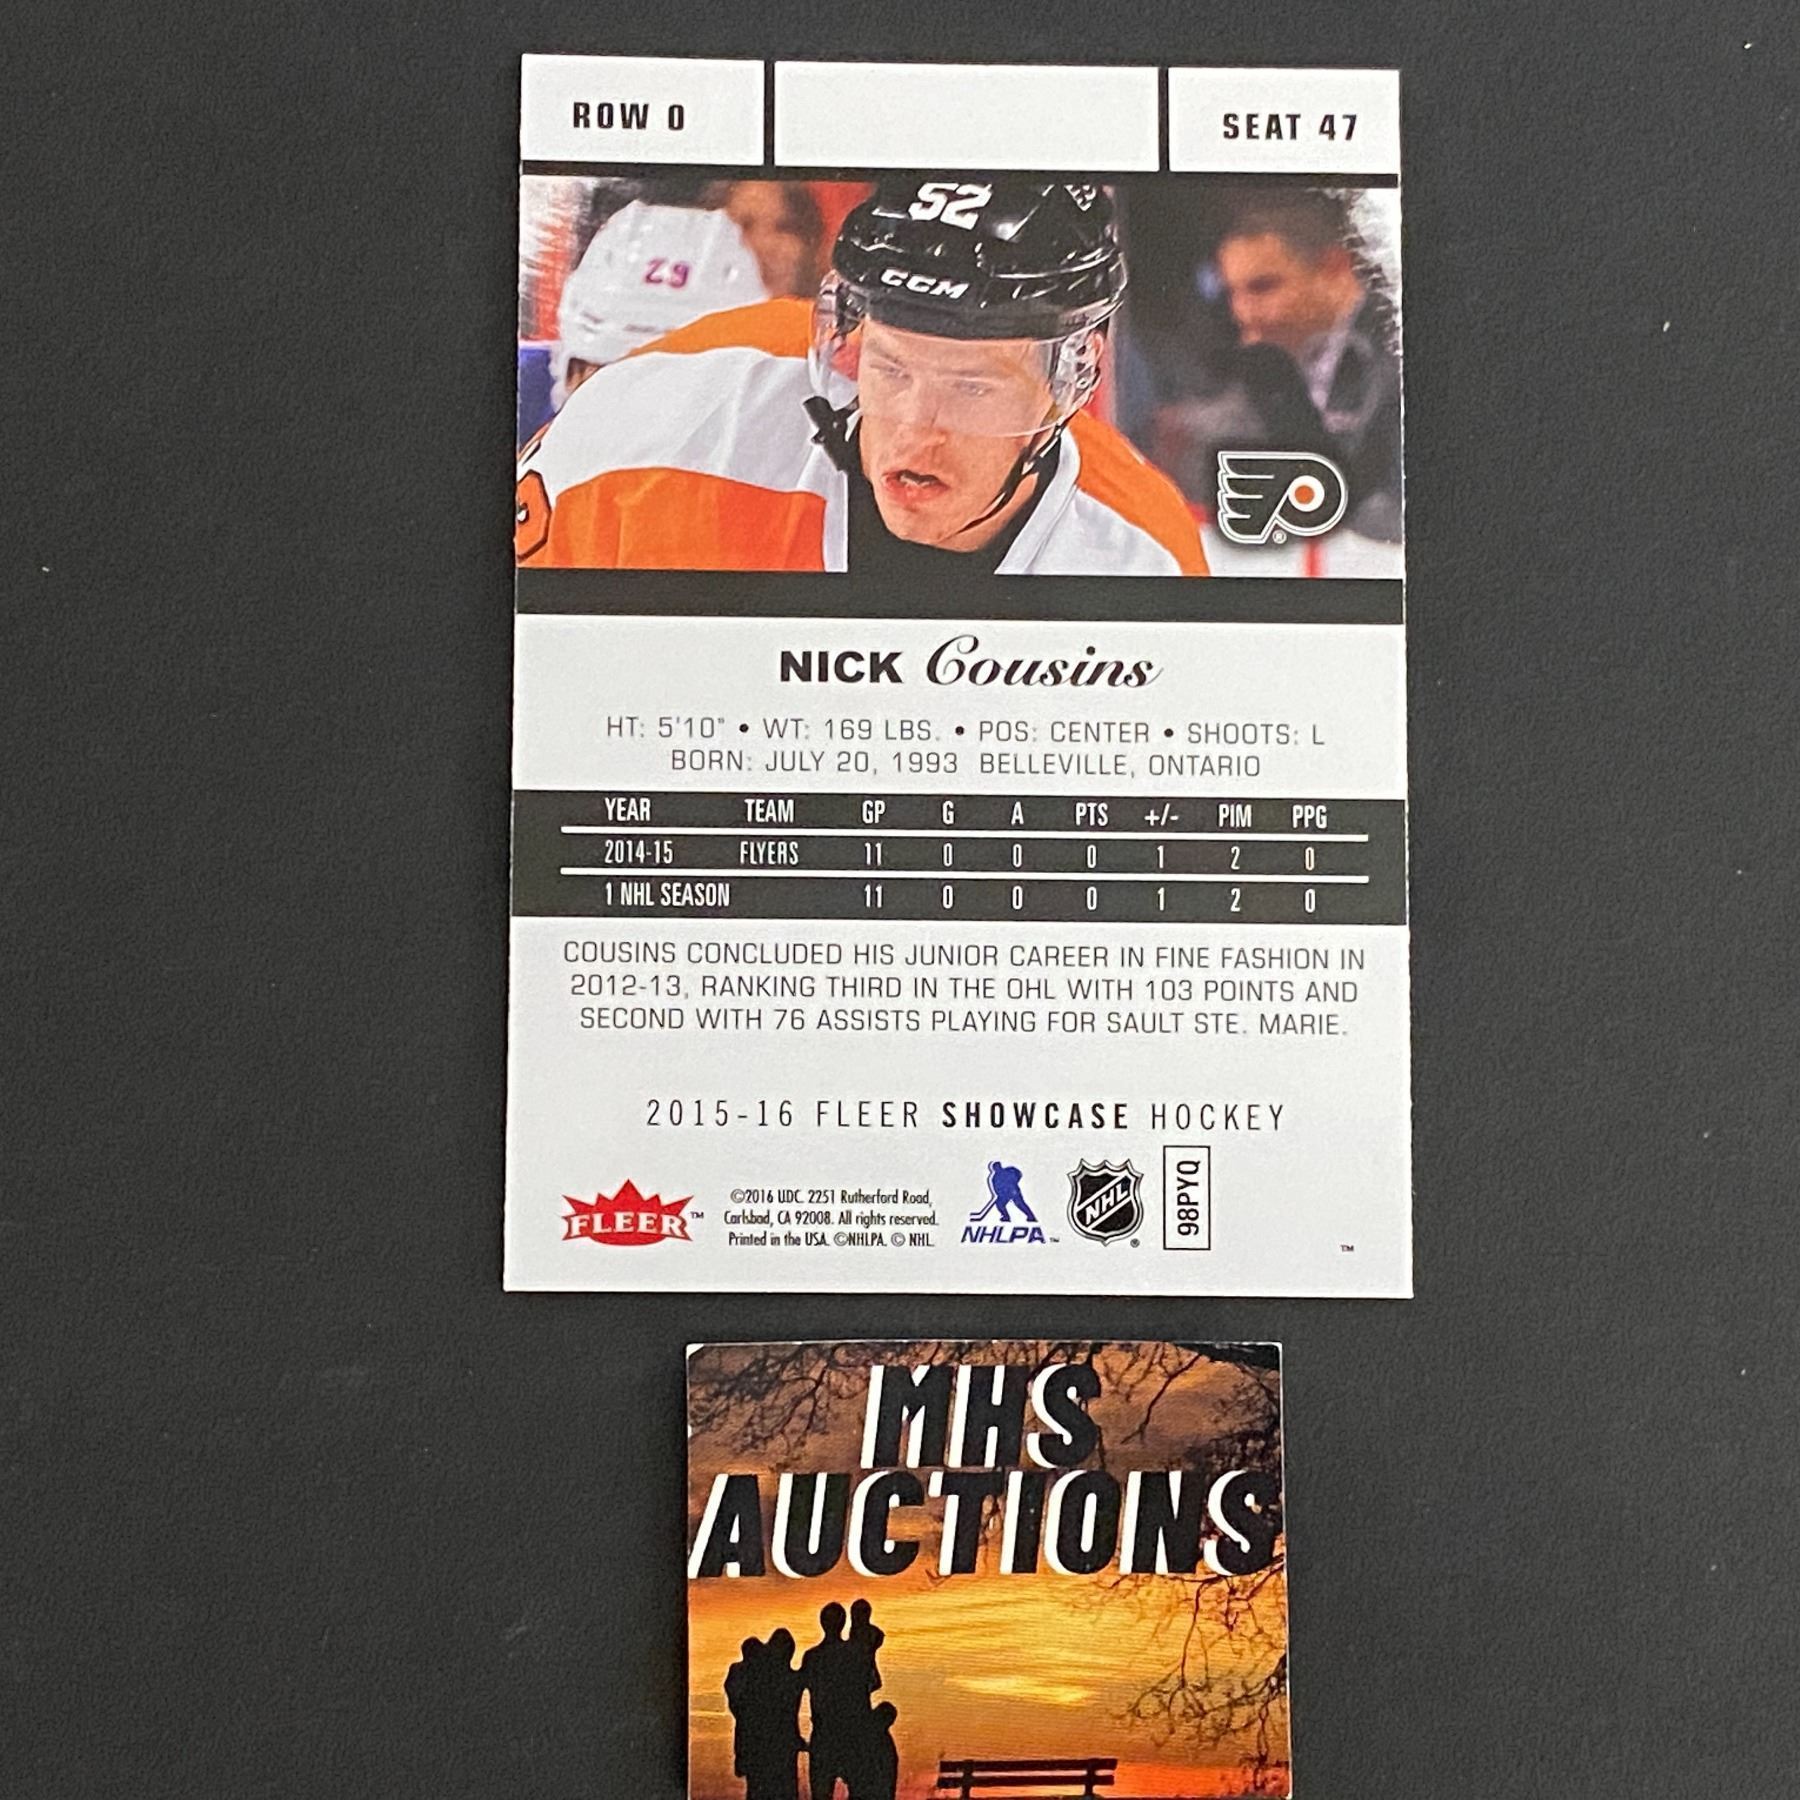 ROW 0 SEAT 47
52
CCM
29
NICK Cousins
HT: 5'10" • WT: 169 LBS. • POS: CENTER • SHOOTS: L
BORN: JULY 20, 1993 BELLEVILLE, ONTARIO
YEAR TEAM GP G A PTS +/- PIM PPG
2014-15 FLYERS 11 0 0 0 1 2 0
1 NHL SEASON 11 0 0 0 1 2 0
COUSINS CONCLUDED HIS JUNIOR CAREER IN FINE FASHION IN
2012-13, RANKING THIRD IN THE OHL WITH 103 POINTS AND
SECOND WITH 76 ASSISTS PLAYING FOR SAULT STE. MARIE.
2015-16 FLEER SHOWCASE HOCKEY
FLEER™
©2016 UDC. 2251 Rutherford Road,
Carlsbad, CA 92008. All rights reserved.
Printed in the USA. ©NHLPA. © NHL.
NHLPA™
NHL®
98PYQ
™
MHS
AUCTIONS